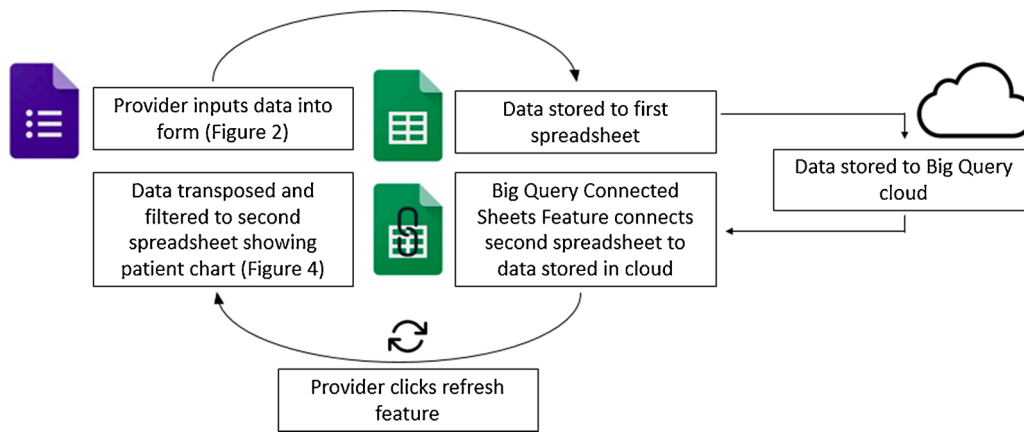 Provider inputs data into
form (Figure 2)
Data stored to first
spreadsheet
Data stored to Big Query
cloud
Big Query Connected
Sheets Feature connects
second spreadsheet to
data stored in cloud
Data transposed and
filtered to second
spreadsheet showing
patient chart (Figure 4)
Provider clicks refresh
feature